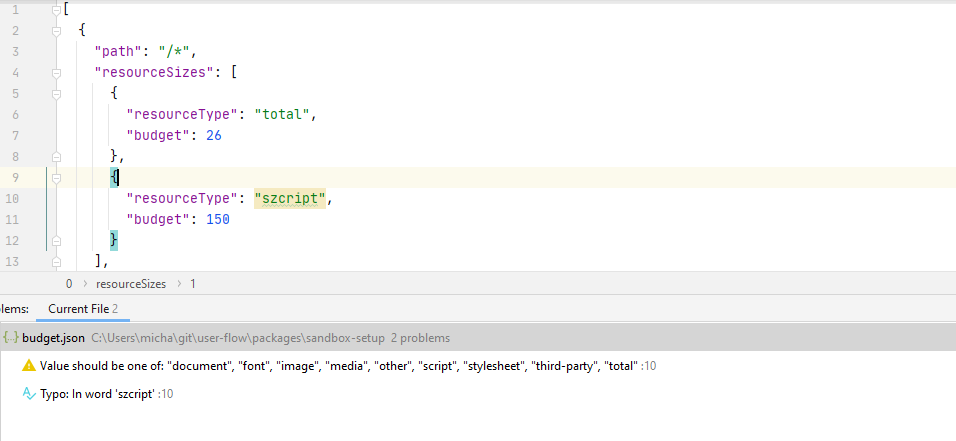 1 [
2 {
3 "path": "/*",
4 "resourceSizes": [
5 {
6 "resourceType": "total",
7 "budget": 26
8 },
9 {
10 "resourceType": "szcript",
11 "budget": 150
12 }
13 ],
0 › resourceSizes › 1
lems: Current File 2
{..} budget.json C:\Users\micha\git\user-flow\packages\sandbox-setup 2 problems
Value should be one of: "document", "font", "image", "media", "other", "script", "stylesheet", "third-party", "total" :10
Typo: In word 'szcript' :10